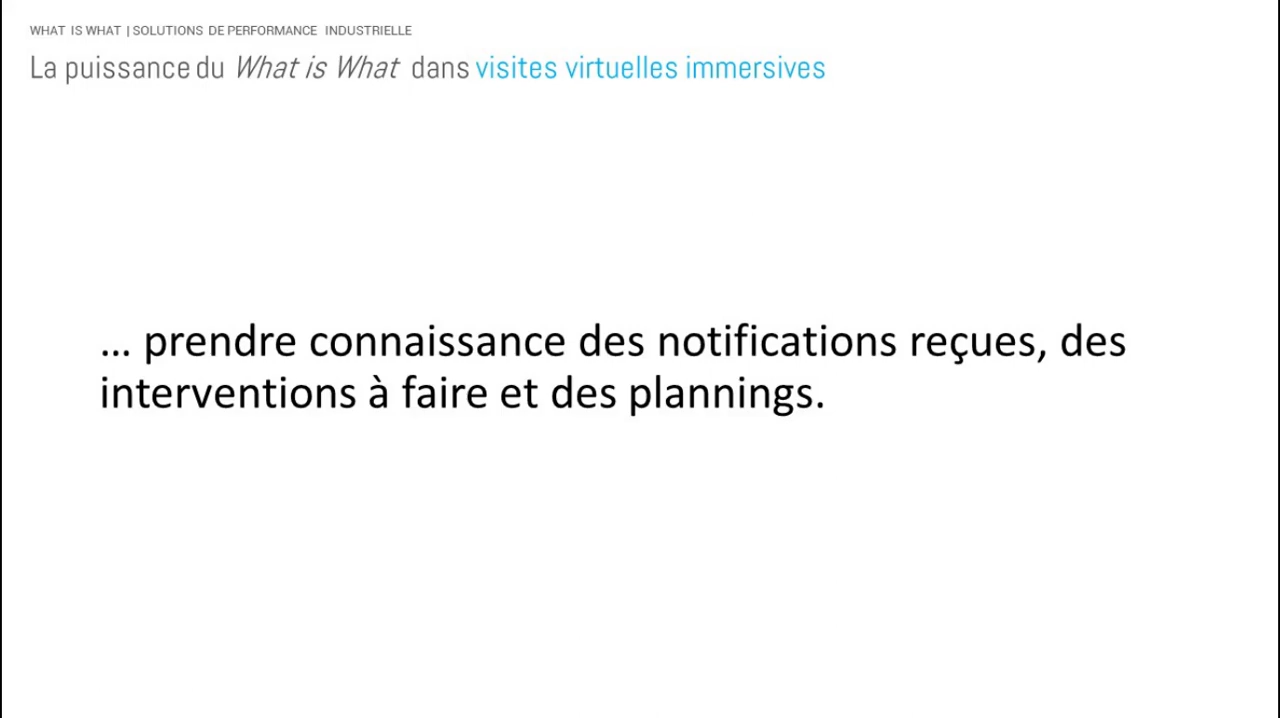 WHAT IS WHAT | SOLUTIONS DE PERFORMANCE INDUSTRIELLE
La puissance du What is What dans visites virtuelles immersives
... prendre connaissance des notifications reçues, des
interventions à faire et des plannings.